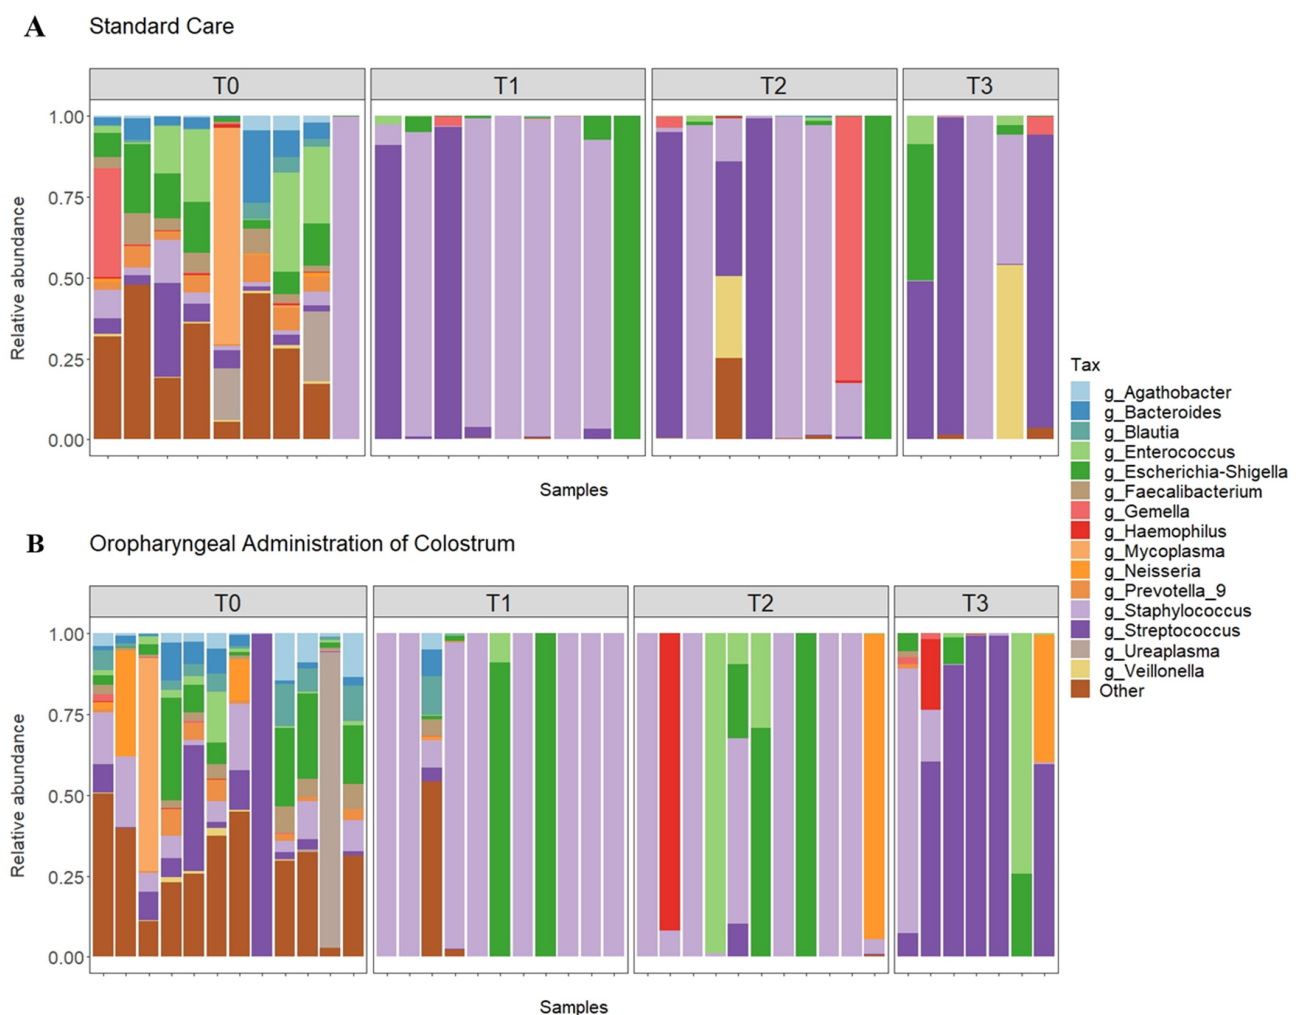 A Standard Care
T0 T1 T2 T3
1.00
0.75
0.50
0.25
0.00
Relative abundance
Samples
B Oropharyngeal Administration of Colostrum
T0 T1 T2 T3
1.00
0.75
0.50
0.25
0.00
Relative abundance
Samples
Tax
g_Agathobacter
g_Bacteroides
g_Blautia
g_Enterococcus
g_Escherichia-Shigella
g_Faecalibacterium
g_Gemella
g_Haemophilus
g_Mycoplasma
g_Neisseria
g_Prevotella_9
g_Staphylococcus
g_Streptococcus
g_Ureaplasma
g_Veillonella
Other